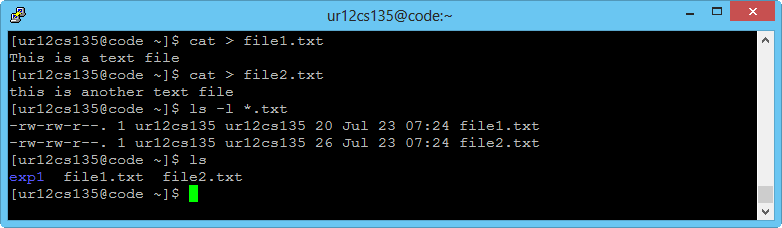 ur12cs135@code:~
[ur12cs135@code ~]$ cat > file1.txt
This is a text file
[ur12cs135@code ~]$ cat > file2.txt
this is another text file
[ur12cs135@code ~]$ ls -l *.txt
-rw-rw-r--. 1 ur12cs135 ur12cs135 20 Jul 23 07:24 file1.txt
-rw-rw-r--. 1 ur12cs135 ur12cs135 26 Jul 23 07:24 file2.txt
[ur12cs135@code ~]$ ls
exp1  file1.txt  file2.txt
[ur12cs135@code ~]$